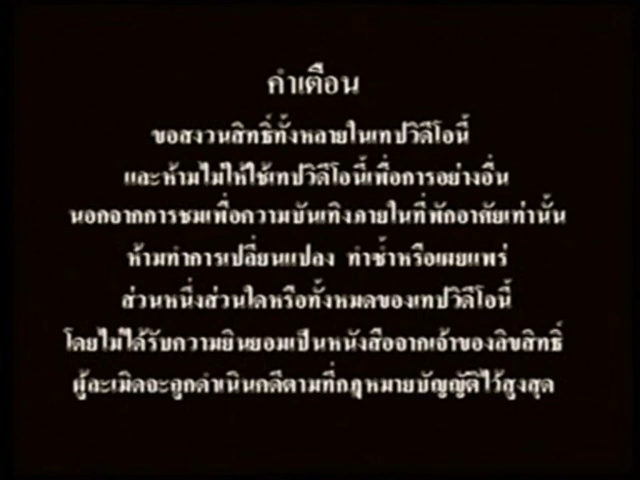 คำเตือน
ขอสงวนสิทธิ์ทั้งหลายในเทปวิดีโอนี้
และห้ามไม่ให้ใช้เทปวิดีโอนี้เพื่อการอย่างอื่น
นอกจากการชมเพื่อความบันเทิงภายในที่พักอาศัยเท่านั้น
ห้ามทำการเปลี่ยนแปลง ทำซ้ำหรือเผยแพร่
ส่วนหนึ่งส่วนใดหรือทั้งหมดของเทปวิดีโอนี้
โดยไม่ได้รับความยินยอมเป็นหนังสือจากเจ้าของลิขสิทธิ์
ผู้ละเมิดจะถูกดำเนินคดีตามที่กฎหมายบัญญัติไว้สูงสุด